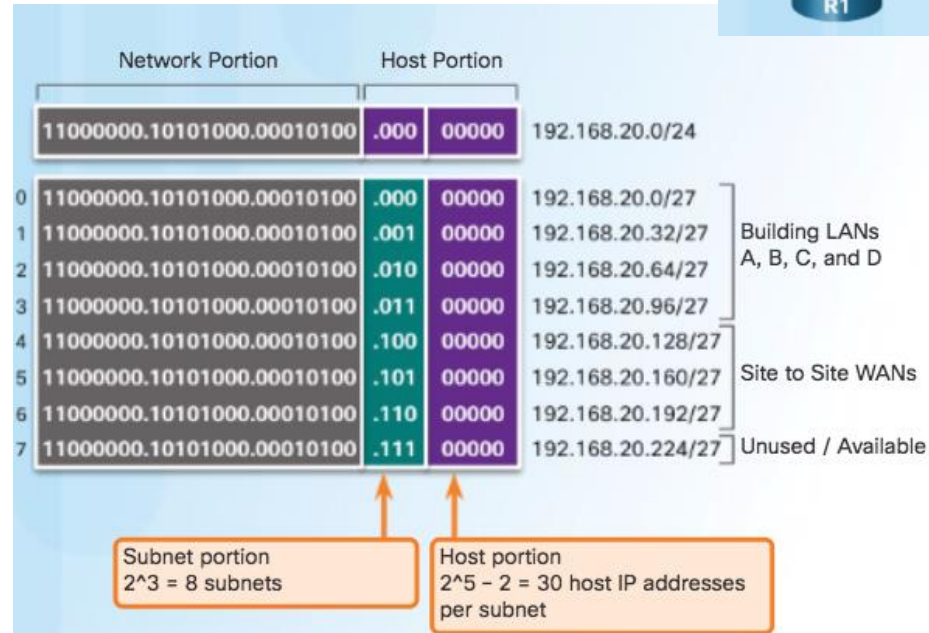 R1
Network Portion Host Portion
11000000.10101000.00010100 .000 00000 192.168.20.0/24
0 11000000.10101000.00010100 .000 00000 192.168.20.0/27
1 11000000.10101000.00010100 .001 00000 192.168.20.32/27
2 11000000.10101000.00010100 .010 00000 192.168.20.64/27
3 11000000.10101000.00010100 .011 00000 192.168.20.96/27
Building LANs
A, B, C, and D
4 11000000.10101000.00010100 .100 00000 192.168.20.128/27
5 11000000.10101000.00010100 .101 00000 192.168.20.160/27
6 11000000.10101000.00010100 .110 00000 192.168.20.192/27
Site to Site WANs
7 11000000.10101000.00010100 .111 00000 192.168.20.224/27 Unused / Available
Subnet portion
2^3 = 8 subnets
Host portion
2^5 – 2 = 30 host IP addresses
per subnet